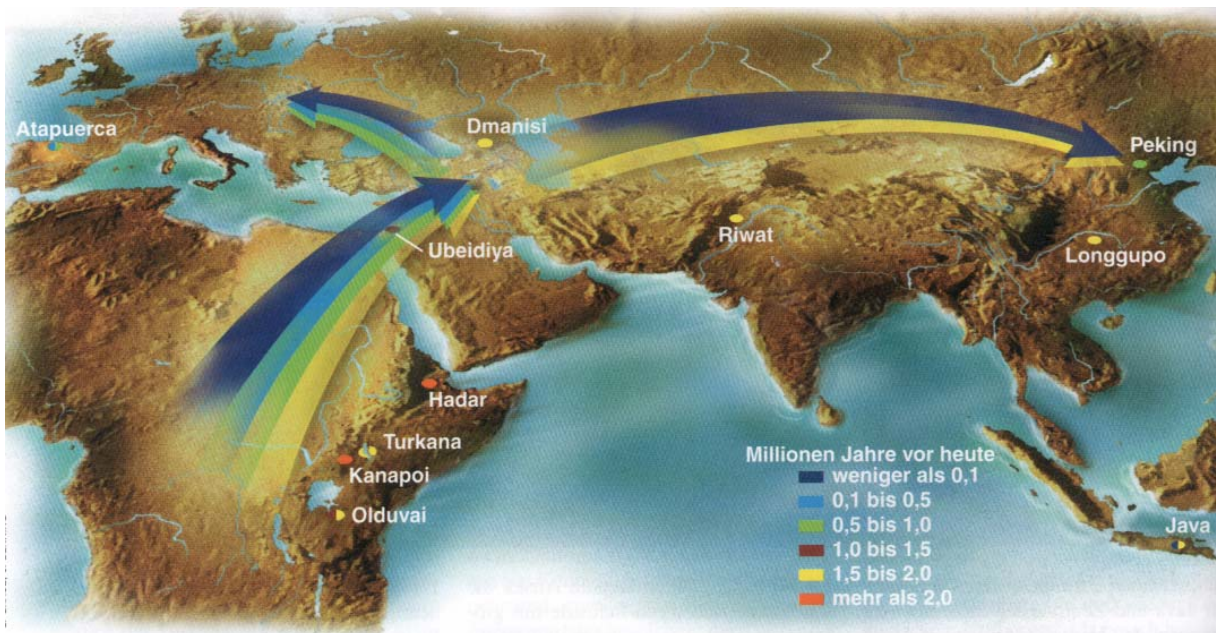 Atapuerca
Dmanisi
Peking
Ubeidiya
Riwat
Longgupo
Hadar
Turkana
Kanapoi
Olduvai
Java
Millionen Jahre vor heute
weniger als 0,1
0,1 bis 0,5
0,5 bis 1,0
1,0 bis 1,5
1,5 bis 2,0
mehr als 2,0